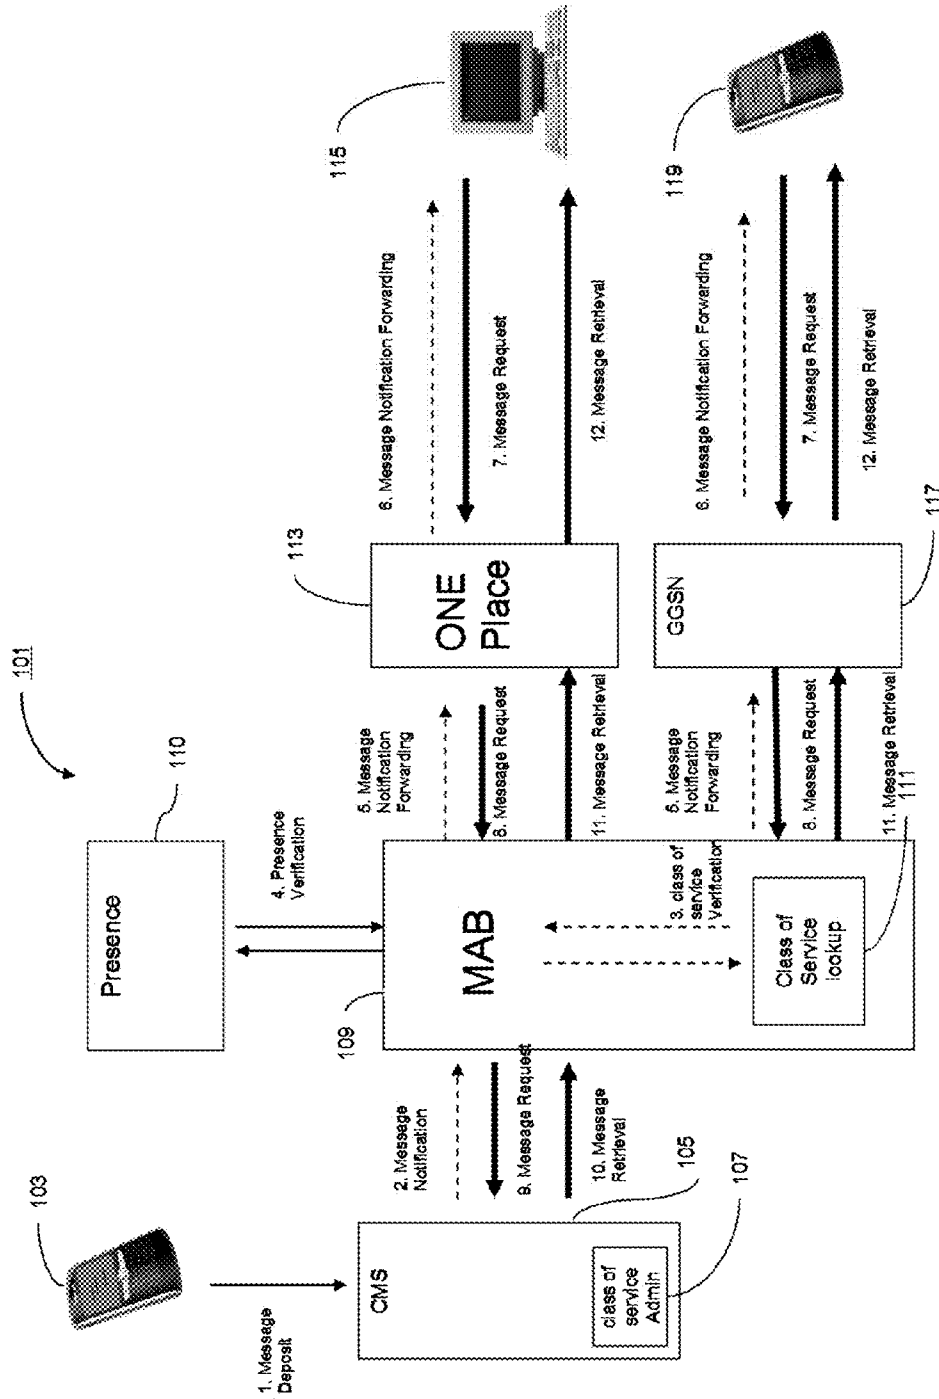 101
103
1. Message
Deposit
CMS
class of
service
Admin
105
107
2. Message
Notification
9. Message Request
10. Message
Retrieval
Presence
110
4. Presence
Verification
109
MAB
3. class of
service
Verification
Class of
Service
lookup
111
5. Message
Notification
Forwarding
8. Message Request
11. Message Retrieval
5. Message
Notification
Forwarding
8. Message Request
11. Message Retrieval
ONE
Place
113
GGSN
117
6. Message Notification Forwarding
7. Message Request
12. Message Retrieval
115
6. Message Notification Forwarding
7. Message Request
12. Message Retrieval
119